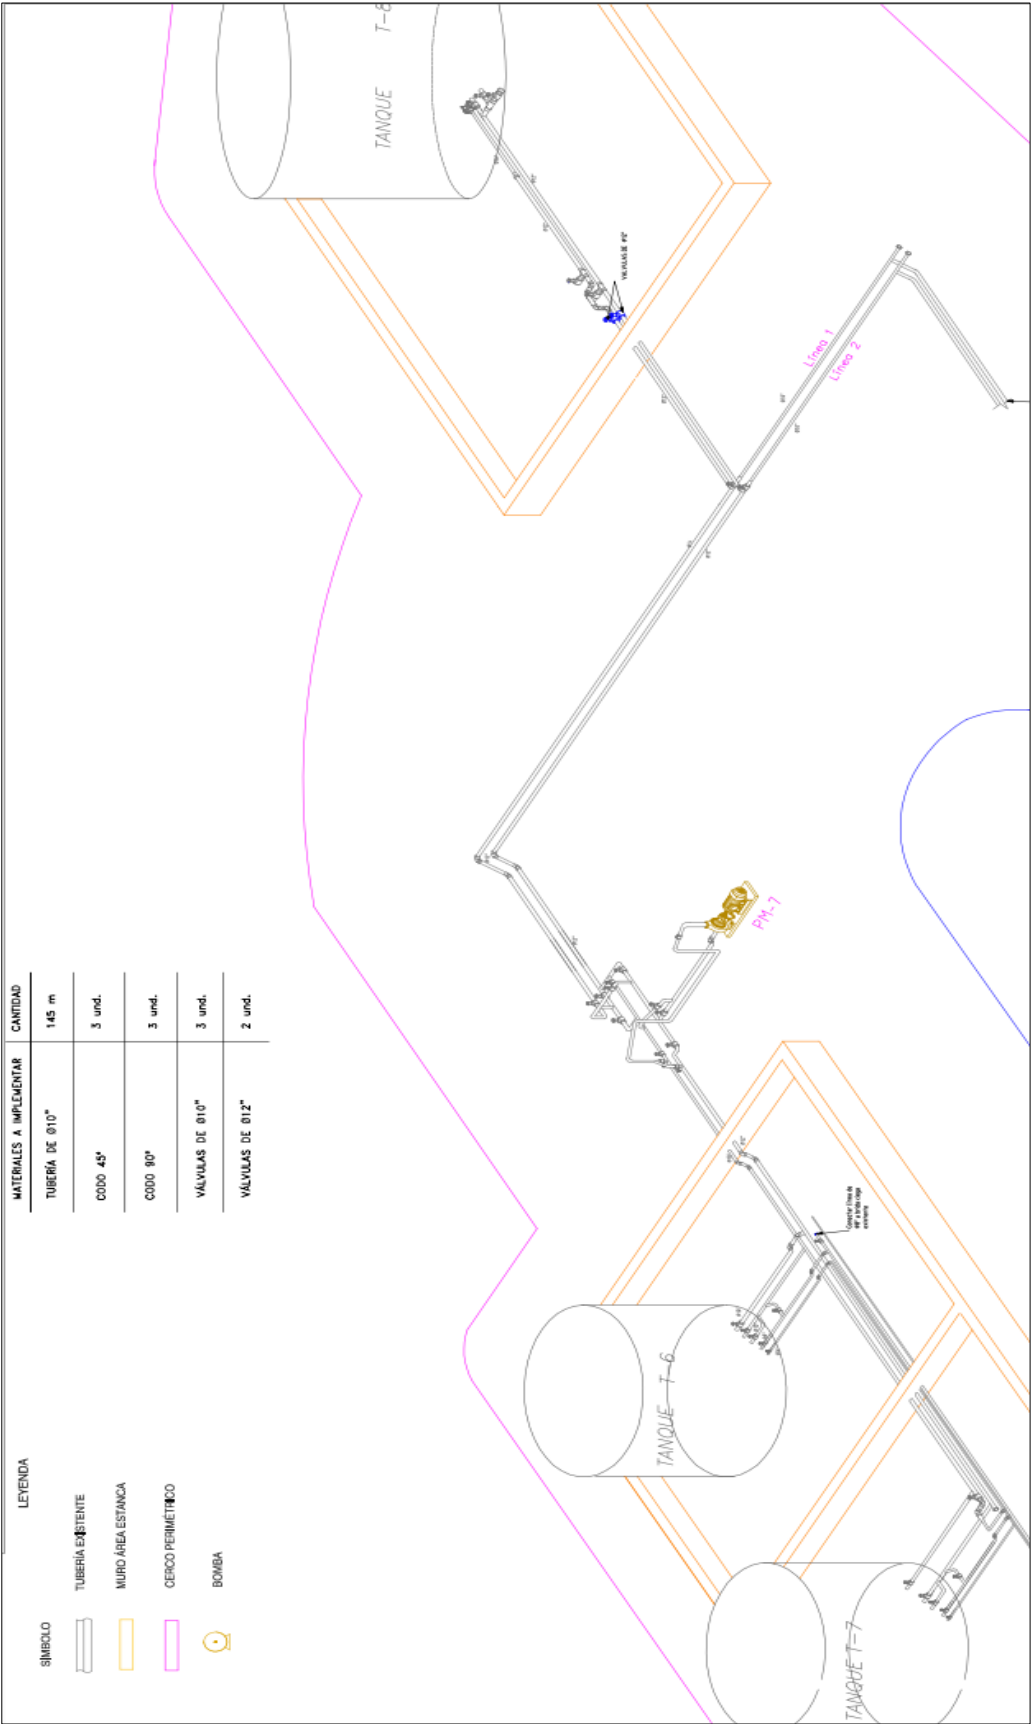 LEYENDA
SÍMBOLO
TUBERÍA EXISTENTE
MURO ÁREA ESTANCA
CERCO PERIMÉTRICO
BOMBA
MATERIALES A IMPLEMENTAR CANTIDAD
TUBERÍA DE Ø10" 145 m
CODO 45° 3 und.
CODO 90° 3 und.
VÁLVULAS DE Ø10" 3 und.
VÁLVULAS DE Ø12" 2 und.
TANQUE T-8
VÁLVULAS DE
Línea 1
Línea 2
PM-7
TANQUE T-6
TANQUE T-7
existente